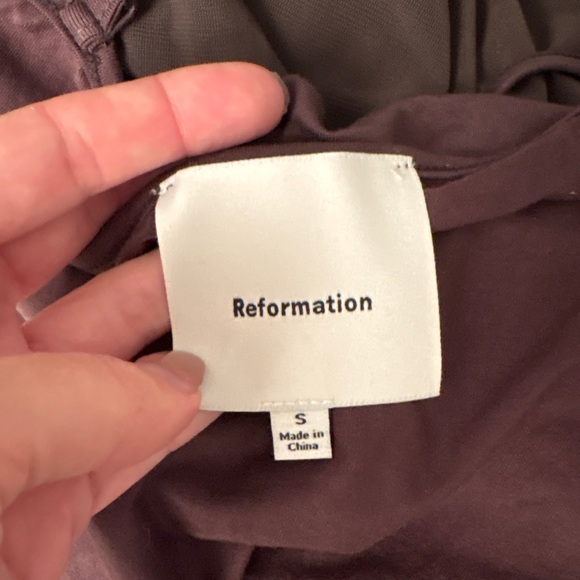 Reformation
S
Made in
China